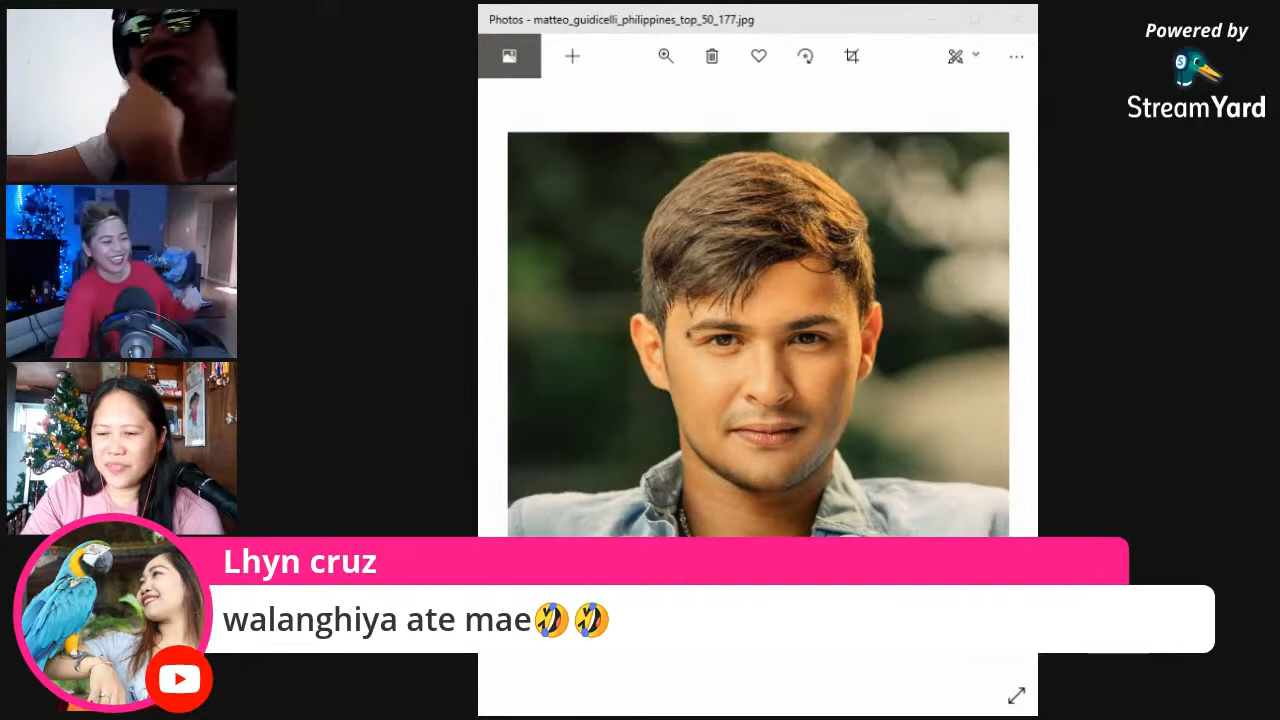 Photos - matteo_guidicelli_philippines_top_50_177.jpg
Powered by
StreamYard
Lhyn cruz
walanghiya ate mae🤣🤣